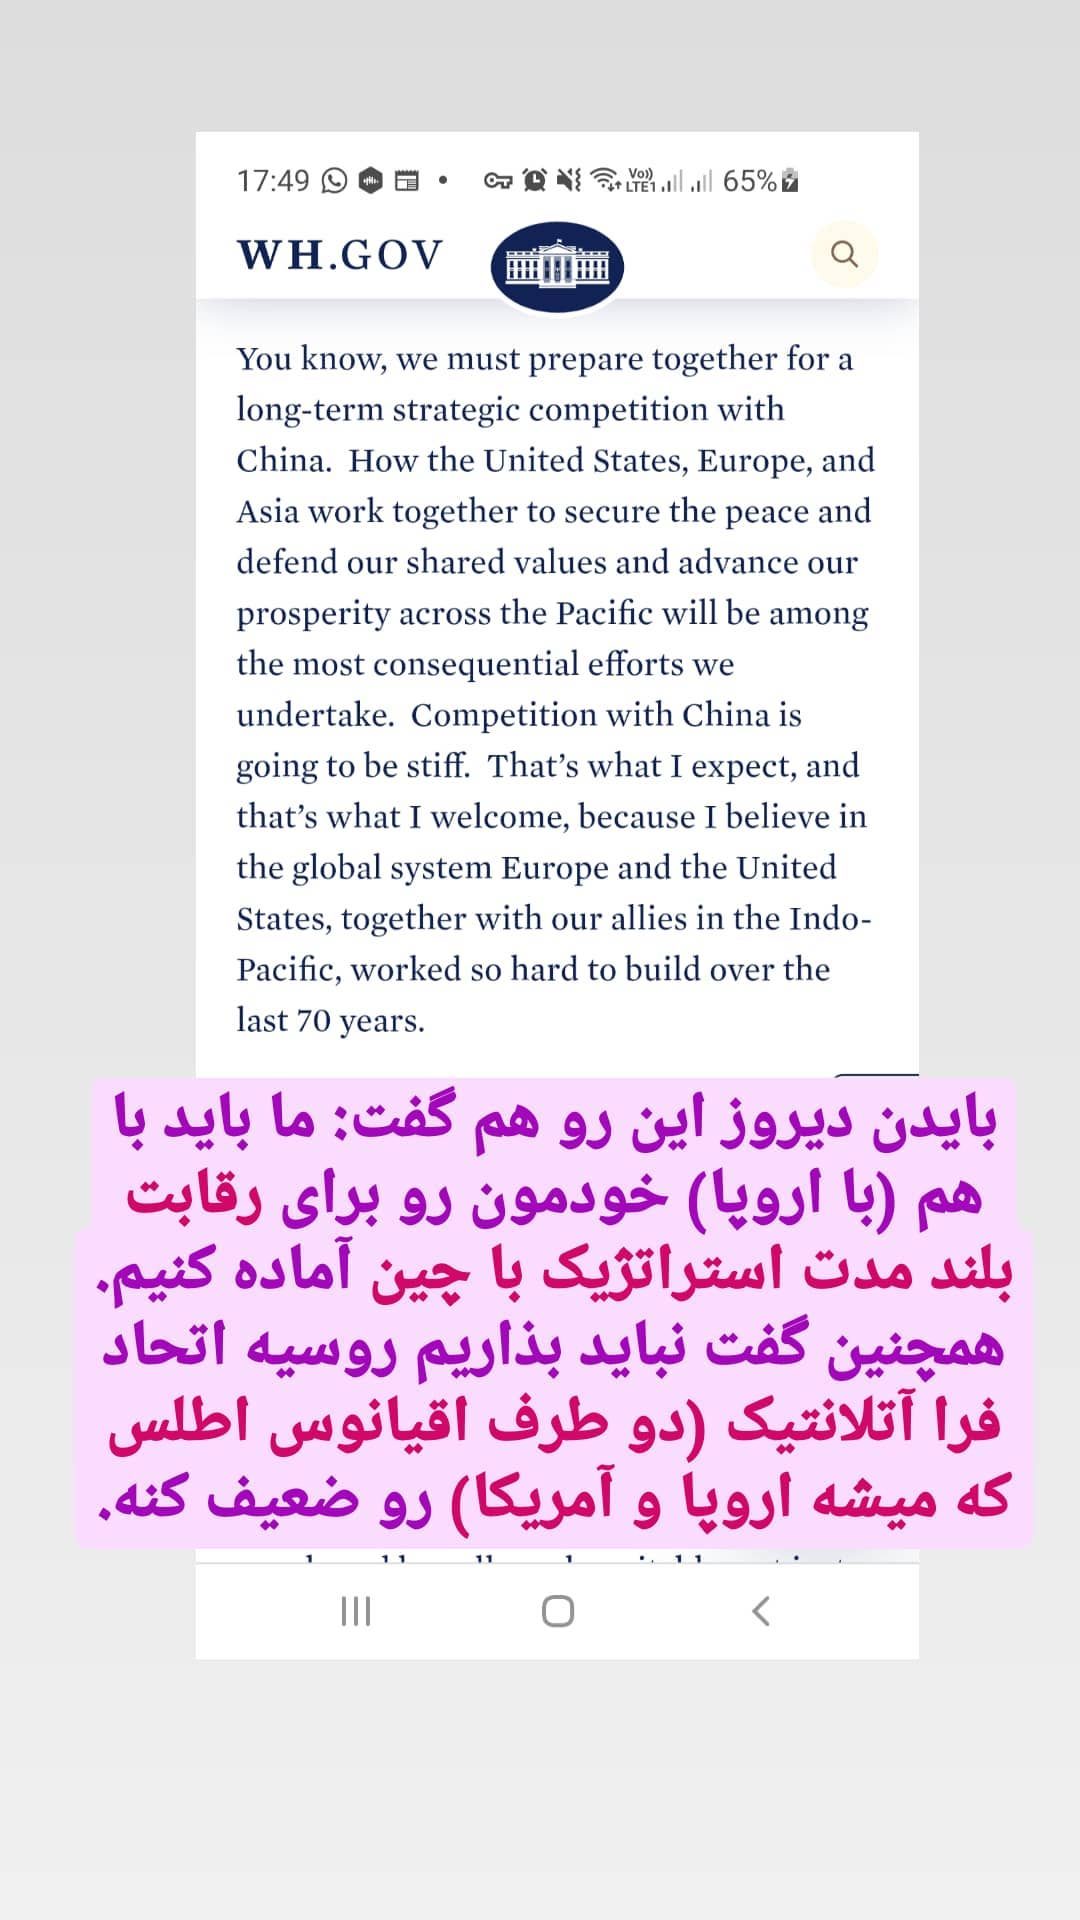 17:49
Vo)) LTE1
65%
WH.GOV
You know, we must prepare together for a
long-term strategic competition with
China.  How the United States, Europe, and
Asia work together to secure the peace and
defend our shared values and advance our
prosperity across the Pacific will be among
the most consequential efforts we
undertake.  Competition with China is
going to be stiff.  That’s what I expect, and
that’s what I welcome, because I believe in
the global system Europe and the United
States, together with our allies in the Indo-
Pacific, worked so hard to build over the
last 70 years.
بایدن دیروز این رو هم گفت: ما باید با
هم (با اروپا) خودمون رو برای رقابت
بلند مدت استراتژیک با چین آماده کنیم.
همچنین گفت نباید بذاریم روسیه اتحاد
فرا آتلانتیک (دو طرف اقیانوس اطلس
که میشه اروپا و آمریکا) رو ضعیف کنه.